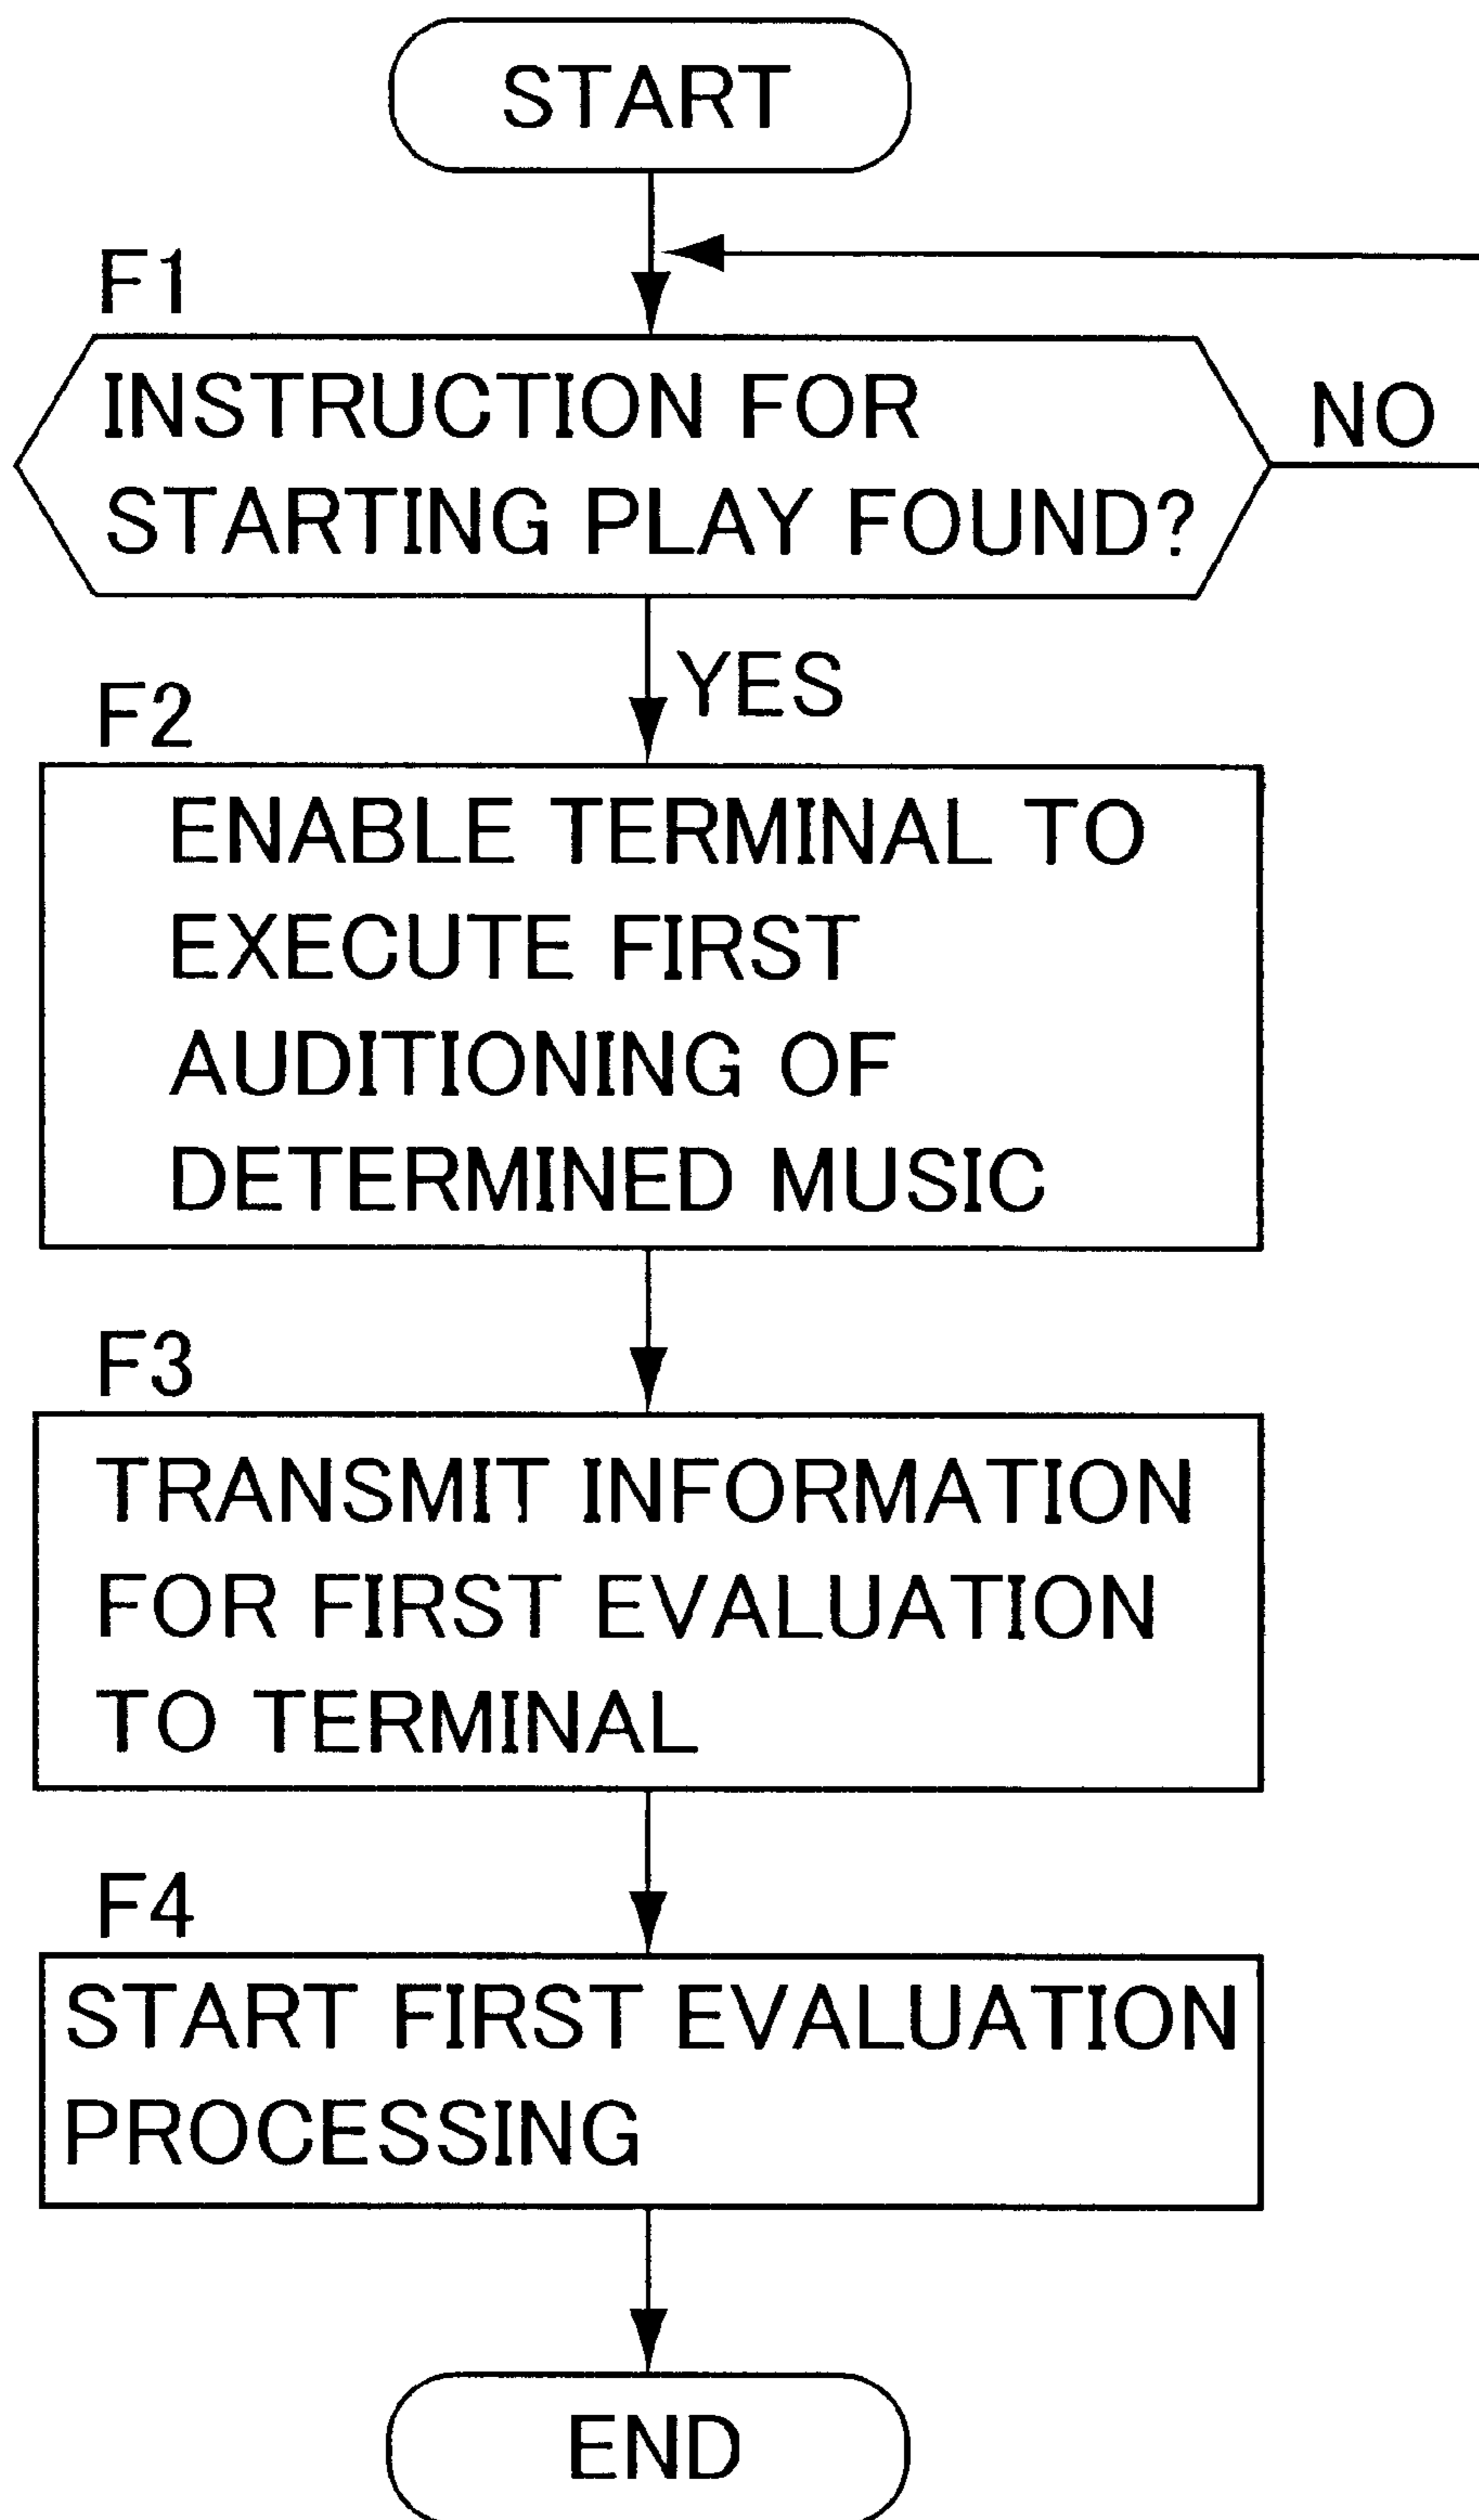 START
F1
INSTRUCTION FOR
STARTING PLAY FOUND?
NO
YES
F2
ENABLE TERMINAL TO
EXECUTE FIRST
AUDITIONING OF
DETERMINED MUSIC
F3
TRANSMIT INFORMATION
FOR FIRST EVALUATION
TO TERMINAL
F4
START FIRST EVALUATION
PROCESSING
END